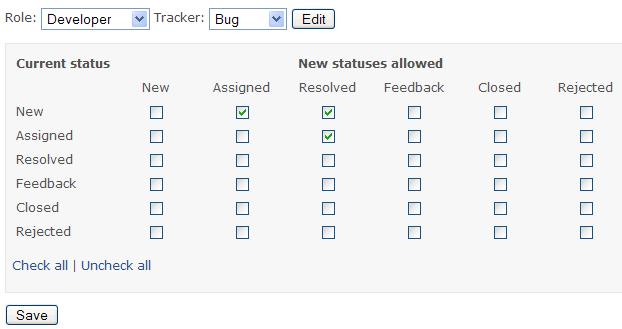 Role: Developer Tracker: Bug Edit
Current status New statuses allowed
New Assigned Resolved Feedback Closed Rejected
New
Assigned
Resolved
Feedback
Closed
Rejected
Check all | Uncheck all
Save